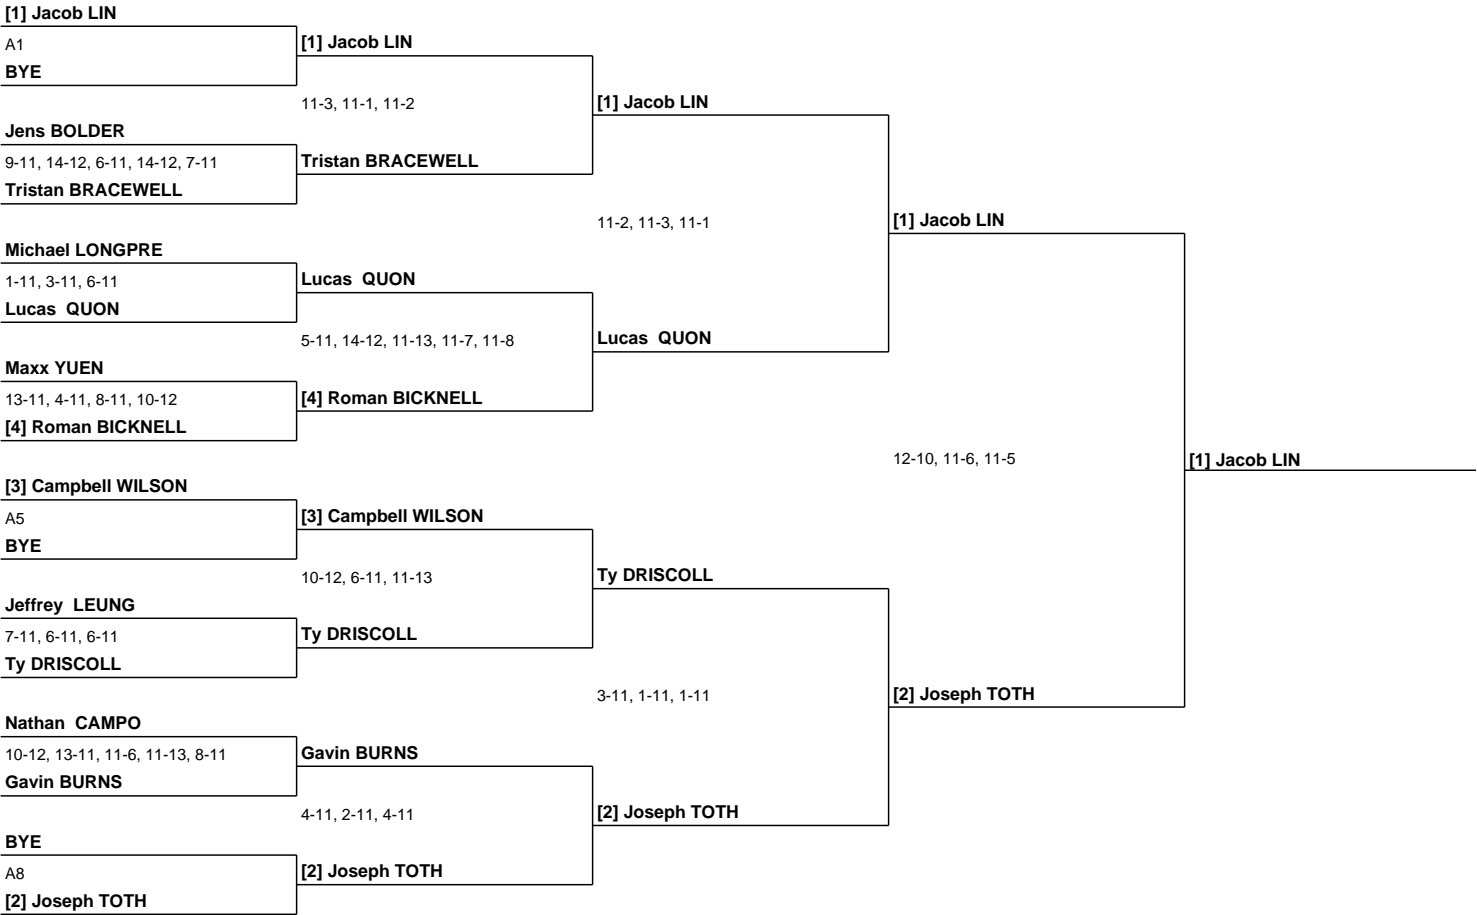 [1] Jacob LIN
A1
BYE
Jens BOLDER
9-11, 14-12, 6-11, 14-12, 7-11
Tristan BRACEWELL
Michael LONGPRE
1-11, 3-11, 6-11
Lucas  QUON
Maxx YUEN
13-11, 4-11, 8-11, 10-12
[4] Roman BICKNELL
[3] Campbell WILSON
A5
BYE
Jeffrey  LEUNG
7-11, 6-11, 6-11
Ty DRISCOLL
Nathan  CAMPO
10-12, 13-11, 11-6, 11-13, 8-11
Gavin BURNS
BYE
A8
[2] Joseph TOTH
[1] Jacob LIN
11-3, 11-1, 11-2
Tristan BRACEWELL
Lucas  QUON
5-11, 14-12, 11-13, 11-7, 11-8
[4] Roman BICKNELL
[3] Campbell WILSON
10-12, 6-11, 11-13
Ty DRISCOLL
Gavin BURNS
4-11, 2-11, 4-11
[2] Joseph TOTH
[1] Jacob LIN
11-2, 11-3, 11-1
Lucas  QUON
Ty DRISCOLL
3-11, 1-11, 1-11
[2] Joseph TOTH
[1] Jacob LIN
12-10, 11-6, 11-5
[2] Joseph TOTH
[1] Jacob LIN